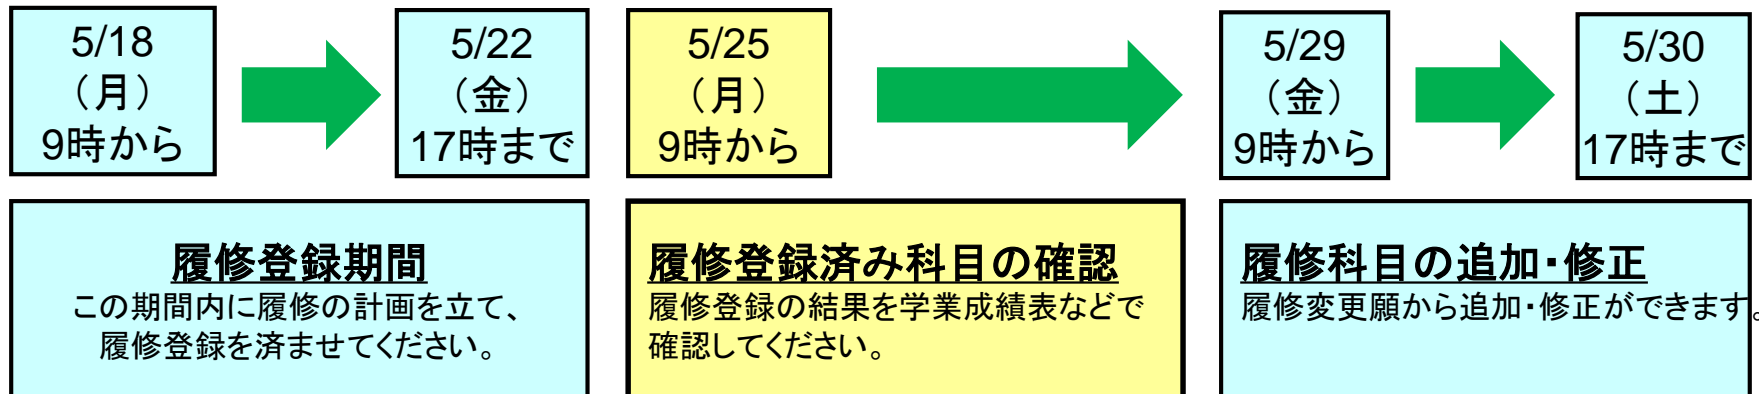 5/18
（月）
9時から
5/22
（金）
17時まで
5/25
（月）
9時から
5/29
（金）
9時から
5/30
（土）
17時まで
履修登録期間
この期間内に履修の計画を立て、
履修登録を済ませてください。
履修登録済み科目の確認
履修登録の結果を学業成績表などで
確認してください。
履修科目の追加・修正
履修変更願から追加・修正ができます。